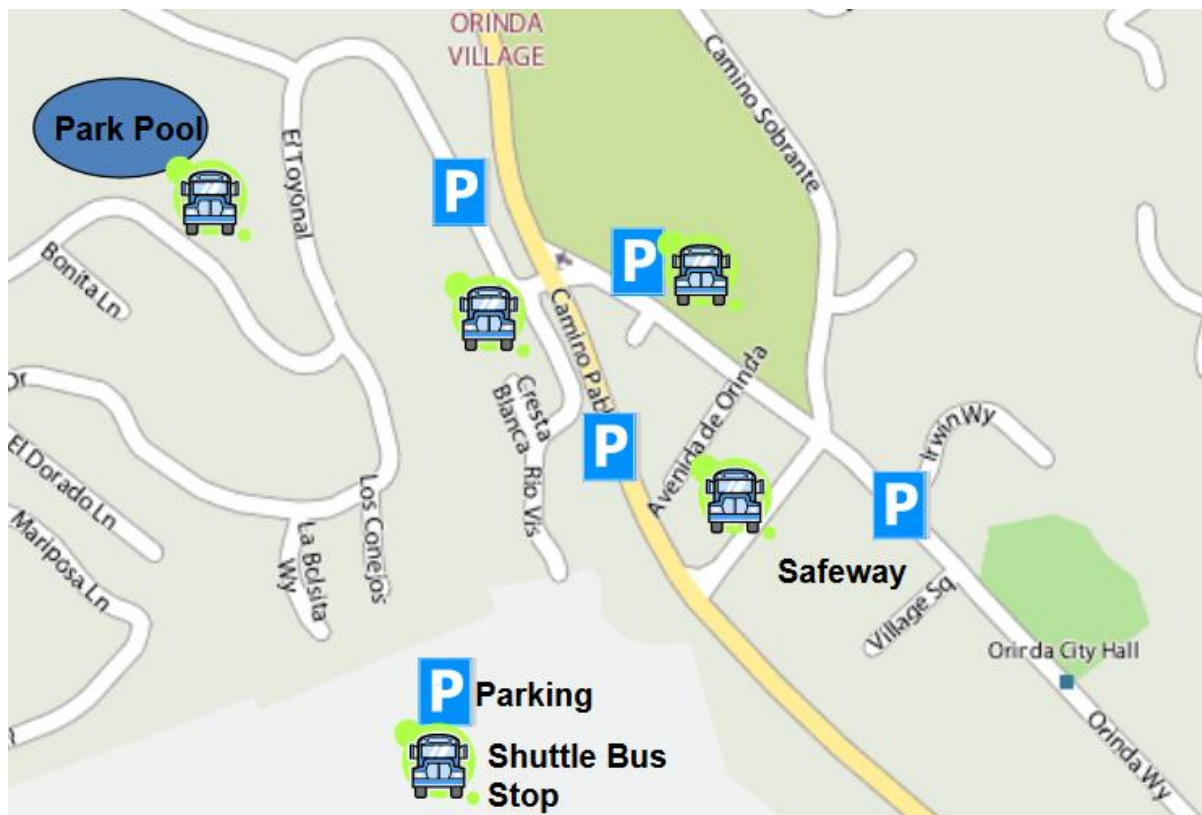 ORINDA
VILLAGE
Camino Sobrante
Park Pool
El Toyonal
P
P
Bonita Ln
Camino Pabl
Cresta
Blanca
Rio Vis
Avenida de Orinda
P
Irwin Wy
P
Dr
El Dorado Ln
Mariposa Ln
La Bolsita
Wy
Los Conejos
Safeway
Village Sq
Orinda City Hall
Orinda Wy
P Parking
Shuttle Bus
Stop